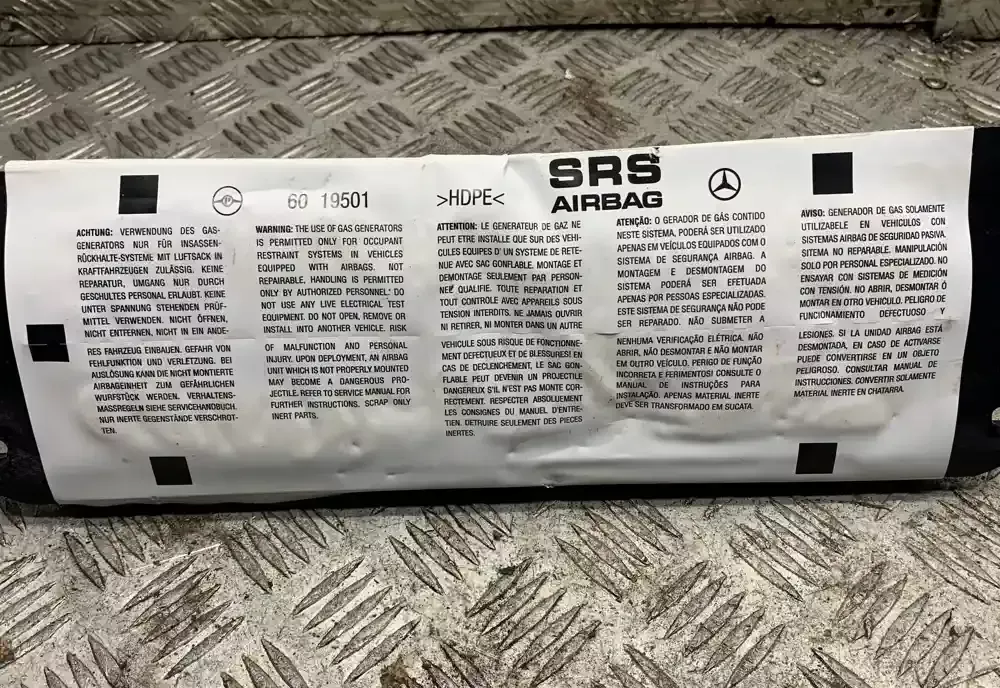 60 19501
>HDPE<
SRS
AIRBAG
ACHTUNG: VERWENDUNG DES GAS-
GENERATORS NUR FÜR INSASSEN-
RÜCKHALTE-SYSTEME MIT LUFTSACK IN
KRAFTFAHRZEUGEN ZULÄSSIG. KEINE
REPARATUR, UMGANG NUR DURCH
GESCHULTES PERSONAL ERLAUBT. KEINE
UNTER SPANNUNG STEHENDEN PRÜF-
MITTEL VERWENDEN. NICHT ÖFFNEN,
NICHT ENTFERNEN, NICHT IN EIN ANDE-
RES FAHRZEUG EINBAUEN. GEFAHR VON
FEHLFUNKTION UND VERLETZUNG. BEI
AUSLÖSUNG KANN DIE NICHT MONTIERTE
AIRBAGEINHEIT ZUM GEFÄHRLICHEN
WURFSTÜCK WERDEN. VERHALTENS-
MASSREGELN SIEHE SERVICEHANDBUCH.
NUR INERTE GEGENSTÄNDE VERSCHROT-
TEN.
WARNING: THE USE OF GAS GENERATORS
IS PERMITTED ONLY FOR OCCUPANT
RESTRAINT SYSTEMS IN VEHICLES
EQUIPPED WITH AIRBAGS. NOT
REPAIRABLE. HANDLING IS PERMITTED
ONLY BY AUTHORIZED PERSONNEL. DO
NOT USE ANY LIVE ELECTRICAL TEST
EQUIPMENT. DO NOT OPEN, REMOVE OR
INSTALL INTO ANOTHER VEHICLE. RISK
OF MALFUNCTION AND PERSONAL
INJURY. UPON DEPLOYMENT, AN AIRBAG
UNIT WHICH IS NOT PROPERLY MOUNTED
MAY BECOME A DANGEROUS PRO-
JECTILE. REFER TO SERVICE MANUAL FOR
FURTHER INSTRUCTIONS. SCRAP ONLY
INERT PARTS.
ATTENTION: LE GENERATEUR DE GAZ NE
PEUT ETRE INSTALLE QUE SUR DES VEHI-
CULES EQUIPES D' UN SYSTEME DE RETE-
NUE AVEC SAC GONFLABLE. MONTAGE ET
DEMONTAGE SEULEMENT PAR PERSON-
NEL QUALIFIE. TOUTE REPARATION ET
TOUT CONTROLE AVEC APPAREILS SOUS
TENSION INTERDITS. NE JAMAIS OUVRIR
NI RETIRER, NI MONTER DANS UN AUTRE
VEHICULE SOUS RISQUE DE FONCTIONNE-
MENT DEFECTUEUX ET DE BLESSURES! EN
CAS DE DECLENCHEMENT, LE SAC GON-
FLABLE PEUT DEVENIR UN PROJECTILE
DANGEREUX S'IL N'EST PAS MONTE COR-
RECTEMENT. RESPECTER ABSOLUEMENT
LES CONSIGNES DU MANUEL D'ENTRE-
TIEN. DETRUIRE SEULEMENT DES PIECES
INERTES.
ATENÇÃO: O GERADOR DE GÁS CONTIDO
NESTE SISTEMA, PODERÁ SER UTILIZADO
APENAS EM VEÍCULOS EQUIPADOS COM O
SISTEMA DE SEGURANÇA AIRBAG. A
MONTAGEM E DESMONTAGEM DO
SISTEMA PODERÁ SER EFETUADA
APENAS POR PESSOAS ESPECIALIZADAS.
ESTE SISTEMA DE SEGURANÇA NÃO PODE
SER REPARADO. NÃO SUBMETER A
NENHUMA VERIFICAÇÃO ELÉTRICA. NÃO
ABRIR, NÃO DESMONTAR E NÃO MONTAR
EM OUTRO VEÍCULO. PERIGO DE FUNÇÃO
INCORRETA E FERIMENTOS! CONSULTE O
MANUAL DE INSTRUÇÕES PARA
INSTALAÇÃO. APENAS MATERIAL INERTE
DEVE SER TRANSFORMADO EM SUCATA.
AVISO: GENERADOR DE GAS SOLAMENTE
UTILIZABELE EN VEHICULOS CON
SISTEMAS AIRBAG DE SEGURIDAD PASIVA.
SITEMA NO REPARABLE. MANIPULACIÓN
SOLO POR PERSONAL ESPECIALIZADO. NO
ENSAYAR CON SISTEMAS DE MEDICIÓN
CON TENSIÓN. NO ABRIR, DESMONTAR Ó
MONTAR EN OTRO VEHICULO. PELIGRO DE
FUNCIONAMIENTO DEFECTUOSO Y
LESIONES. SI LA UNIDAD AIRBAG ESTÁ
DESMONTADA, EN CASO DE ACTIVARSE
PUEDE CONVERTIRSE EN UN OBJETO
PELIGROSO. CONSULTAR MANUAL DE
INSTRUCCIONES. CONVERTIR SOLAMENTE
MATERIAL INERTE EN CHATARRA.